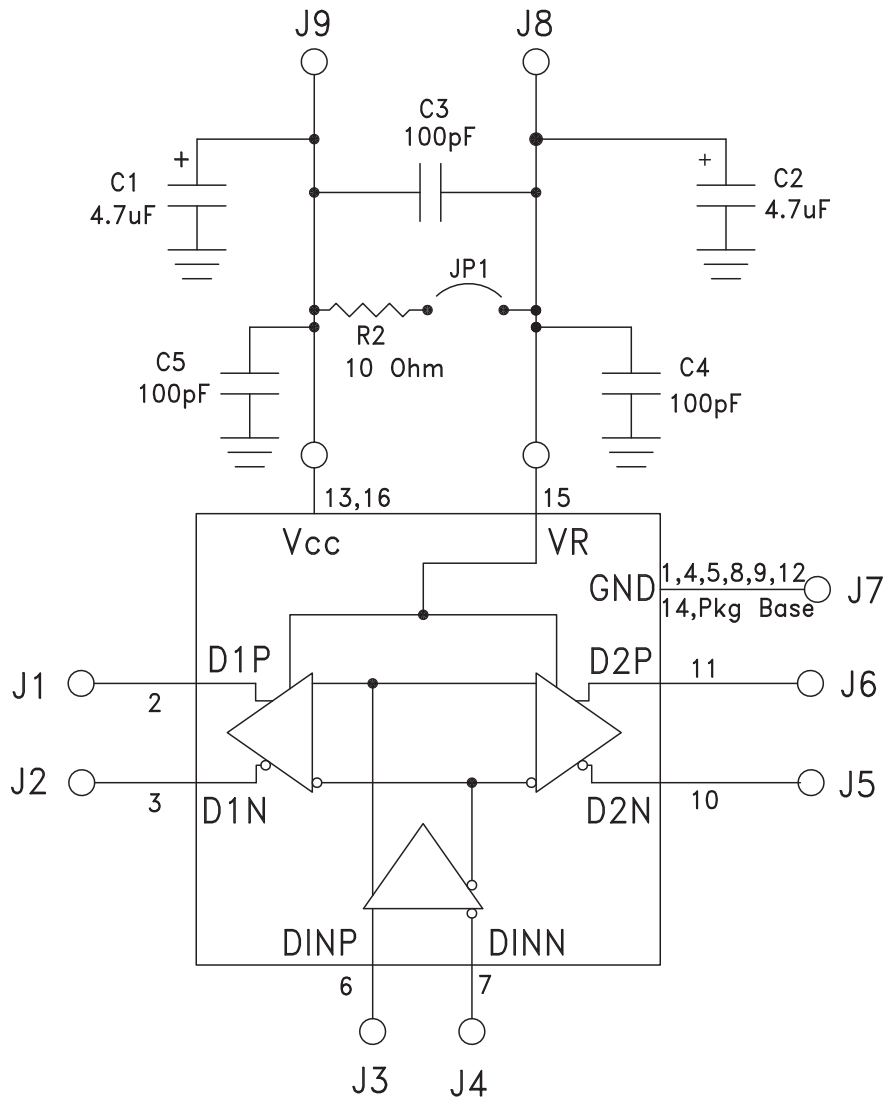 J9
J8
C3
100pF
+
C1
4.7uF
+
C2
4.7uF
JP1
R2
10 Ohm
C5
100pF
C4
100pF
13,16
15
Vcc
VR
GND
1,4,5,8,9,12
14,Pkg Base
J7
D1P
D2P
J1
2
11
J6
J2
3
D1N
D2N
10
J5
DINP
DINN
6
7
J3
J4